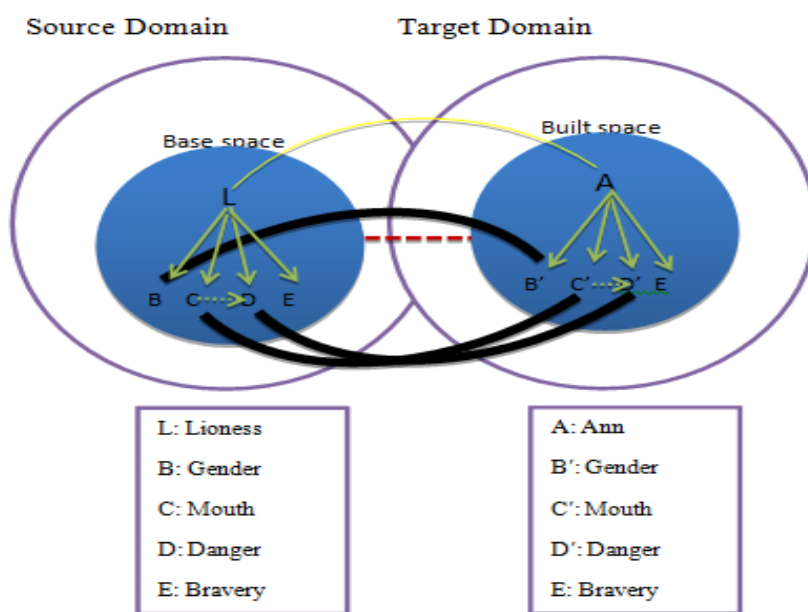 Source Domain
Target Domain
Base space
Built space
L
A
B C D E
B′ C′ D′ E
L: Lioness
B: Gender
C: Mouth
D: Danger
E: Bravery
A: Ann
B′: Gender
C′: Mouth
D′: Danger
E: Bravery